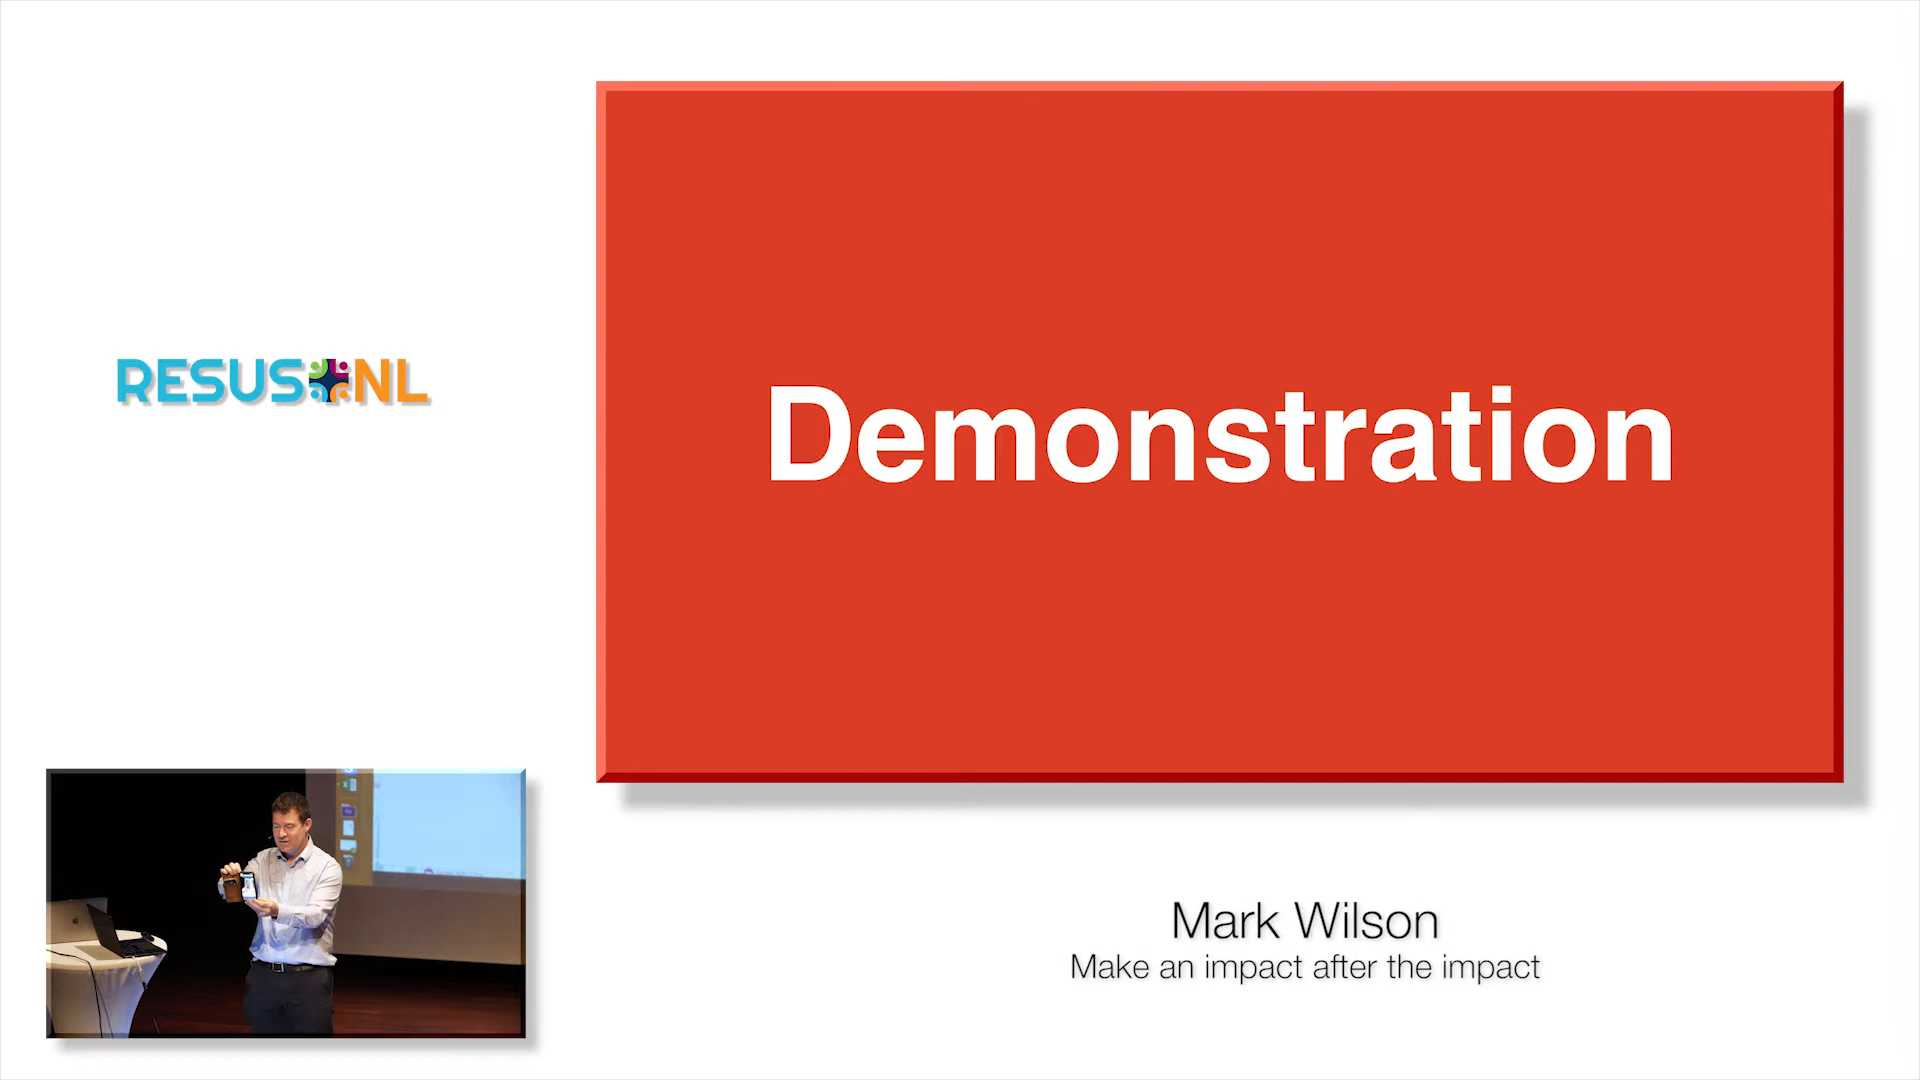 RESUS NL
Demonstration
Mark Wilson
Make an impact after the impact